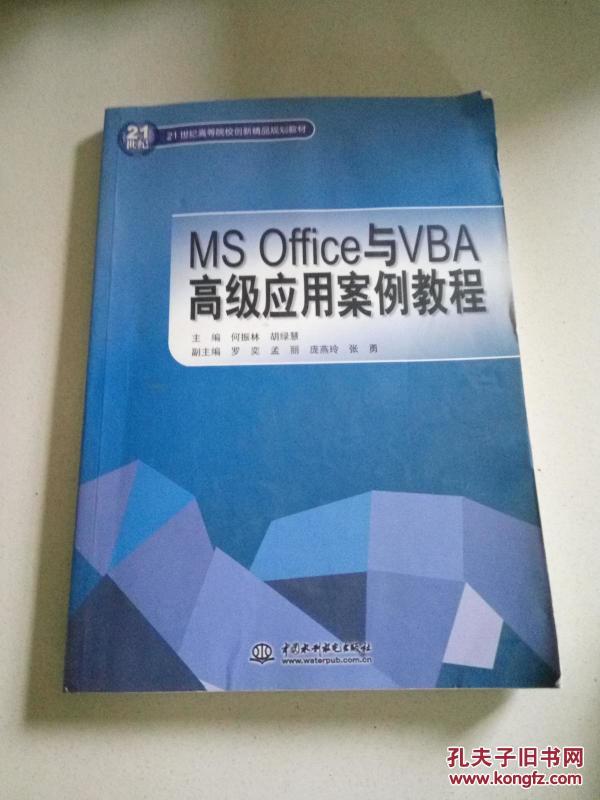 21
世纪
21世纪高等院校创新精品规划教材
MS Office与VBA
高级应用案例教程
主 编 何振林 胡绿慧
副主编 罗 奕 孟 丽 庞燕玲 张 勇
中国水利水电出版社
www.waterpub.com.cn
孔夫子旧书网
www.kongfz.com